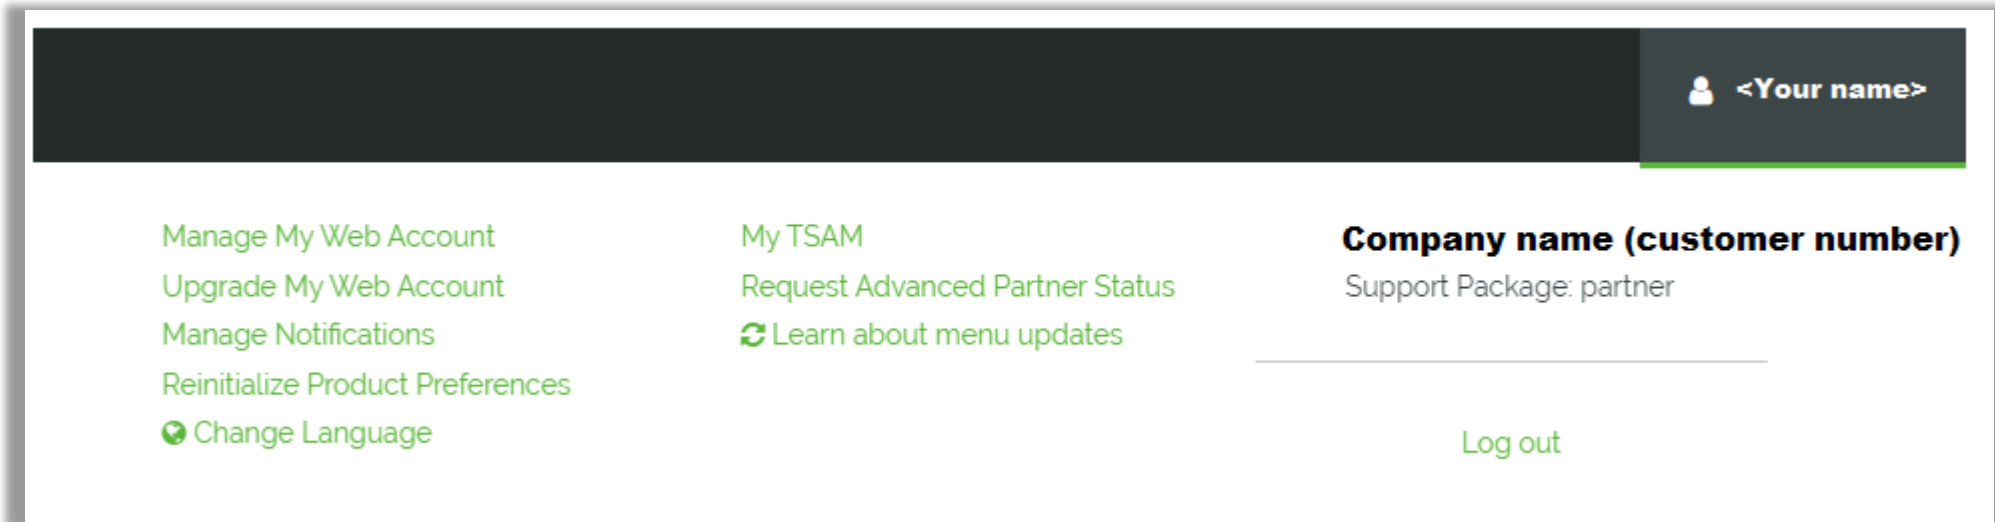 <Your name>
Manage My Web Account
Upgrade My Web Account
Manage Notifications
Reinitialize Product Preferences
Change Language
My TSAM
Request Advanced Partner Status
Learn about menu updates
Company name (customer number)
Support Package: partner
Log out